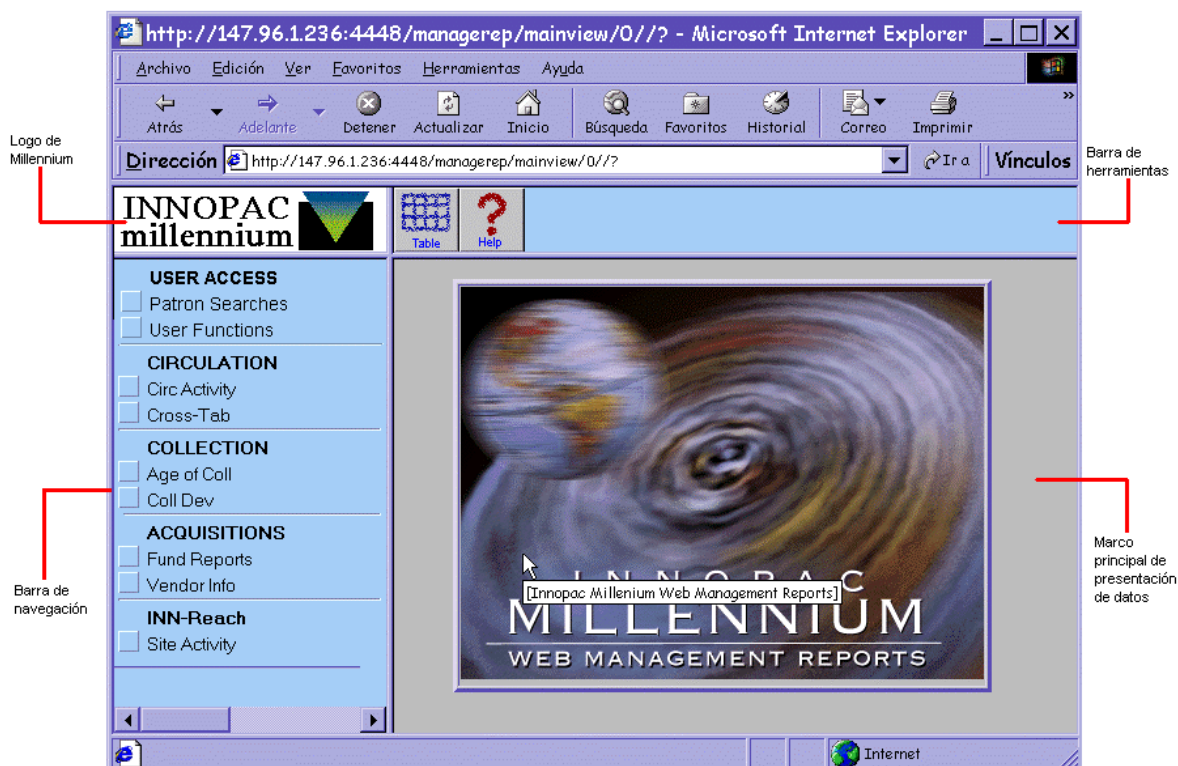 http://147.96.1.236:4448/managerep/mainview/0//? - Microsoft Internet Explorer
Archivo Edición Ver Favoritos Herramientas Ayuda
Atrás Adelante Detener Actualizar Inicio Búsqueda Favoritos Historial Correo Imprimir »
Dirección http://147.96.1.236:4448/managerep/mainview/0//? Ir a Vínculos
Logo de
Millennium
Barra de
herramientas
INNOPAC
millennium
Table
Help
USER ACCESS
Patron Searches
User Functions
CIRCULATION
Circ Activity
Cross-Tab
COLLECTION
Age of Coll
Coll Dev
ACQUISITIONS
Fund Reports
Vendor Info
INN-Reach
Site Activity
Barra de
navegación
INNOPAC
[Innopac Millenium Web Management Reports]
MILLENNIUM
WEB MANAGEMENT REPORTS
Marco
principal de
presentación
de datos
Internet